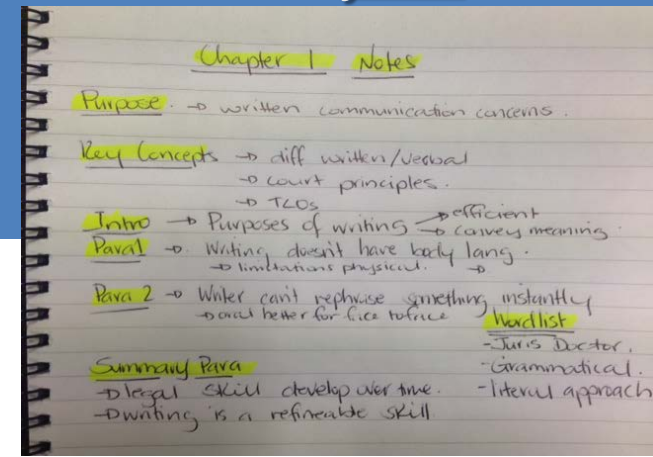 Chapter 1 Notes
Purpose → written communication concerns.
Key Concepts → diff written/verbal
→ court principles.
→ TLOs
Intro → Purposes of writing → efficient
→ convey meaning.
Para 1 → Writing doesn't have body lang.
→ limitations physical. →
Para 2 → Writer can't rephrase something instantly
→ oral better for face to face
Wordlist
- Juris Doctor.
- Grammatical.
- literal approach
Summary Para
→ legal skill develop over time.
→ writing is a refineable skill